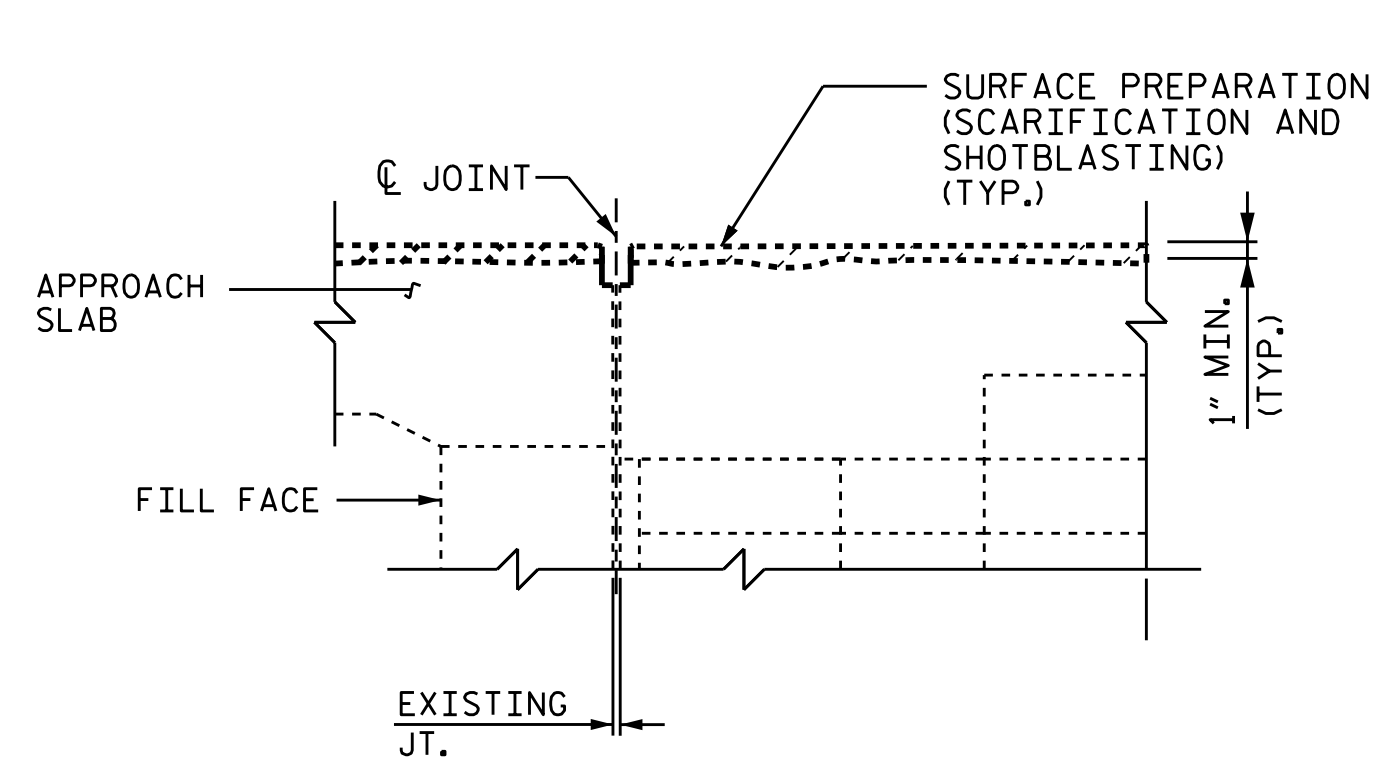 SURFACE PREPARATION
(SCARIFICATION AND
SHOTBLASTING)
(TYP.)
℄ JOINT
APPROACH
SLAB
1" MIN.
(TYP.)
FILL FACE
EXISTING
JT.